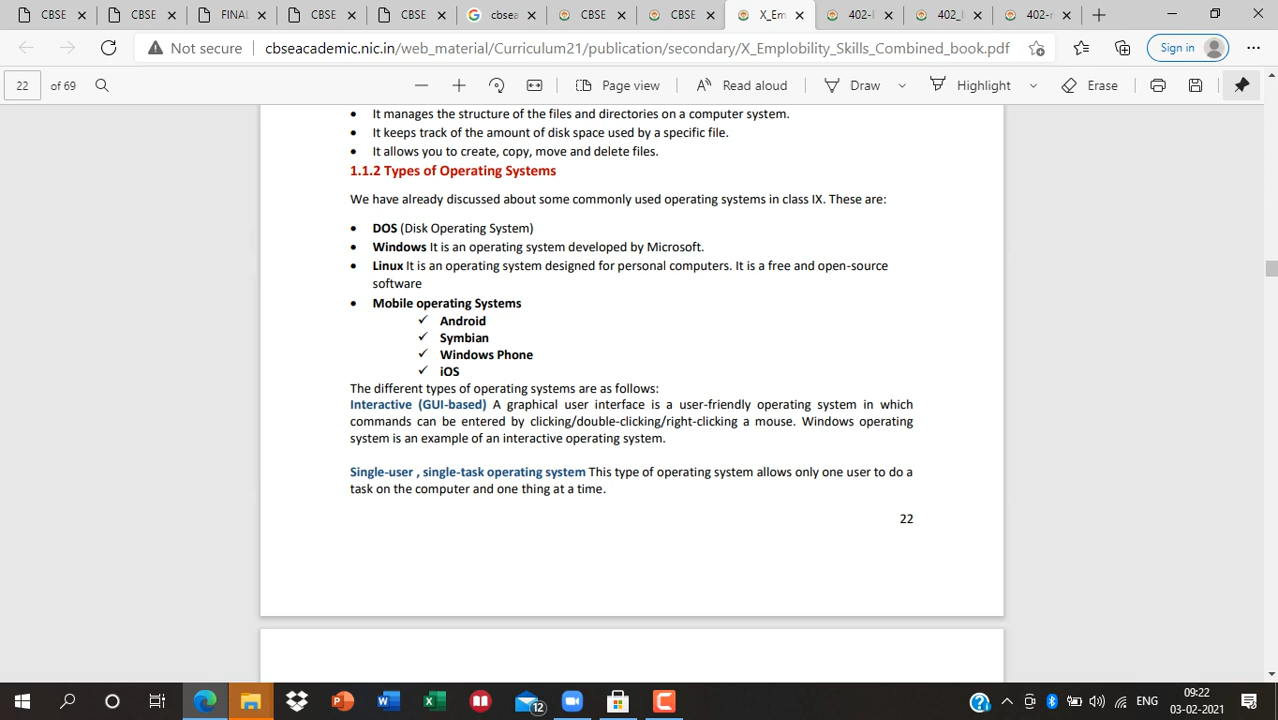 CBSE
CBSE
FINAL
CBSE
CBSE
cbsea
CBSE
CBSE
X_Em
402-
402_
402-r
Not secure
cbseacademic.nic.in/web_material/Curriculum21/publication/secondary/X_Emplobility_Skills_Combined_book.pdf
Sign in
22 of 69
Page view
Read aloud
Draw
Highlight
Erase
• It manages the structure of the files and directories on a computer system.
• It keeps track of the amount of disk space used by a specific file.
• It allows you to create, copy, move and delete files.
1.1.2 Types of Operating Systems
We have already discussed about some commonly used operating systems in class IX. These are:
• DOS (Disk Operating System)
• Windows It is an operating system developed by Microsoft.
• Linux It is an operating system designed for personal computers. It is a free and open-source
software
• Mobile operating Systems
✓ Android
✓ Symbian
✓ Windows Phone
✓ iOS
The different types of operating systems are as follows:
Interactive (GUI-based) A graphical user interface is a user-friendly operating system in which
commands can be entered by clicking/double-clicking/right-clicking a mouse. Windows operating
system is an example of an interactive operating system.
Single-user , single-task operating system This type of operating system allows only one user to do a
task on the computer and one thing at a time.
22
12
ENG
09:22
03-02-2021